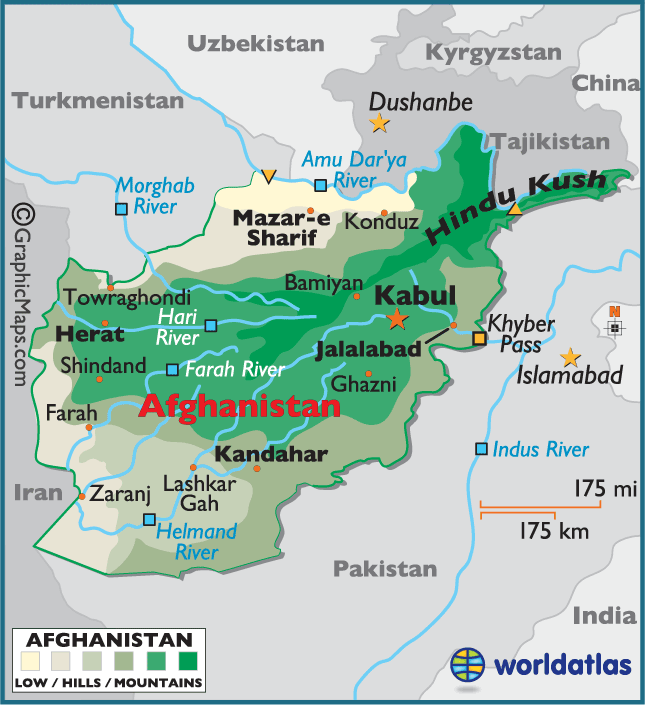 Uzbekistan
Kyrgyzstan
China
Turkmenistan
Dushanbe
Tajikistan
Amu Dar'ya
River
Morghab
River
Hindu Kush
Mazar-e
Sharif
Konduz
©GraphicMaps.com
Towraghondi
Bamiyan
Kabul
Herat
Hari
River
Khyber
Pass
N
Jalalabad
Shindand
Farah River
Ghazni
Islamabad
Farah
Afghanistan
Kandahar
Indus River
Iran
Zaranj
Lashkar
Gah
175 mi
175 km
Helmand
River
Pakistan
India
AFGHANISTAN
LOW / HILLS / MOUNTAINS
worldatlas